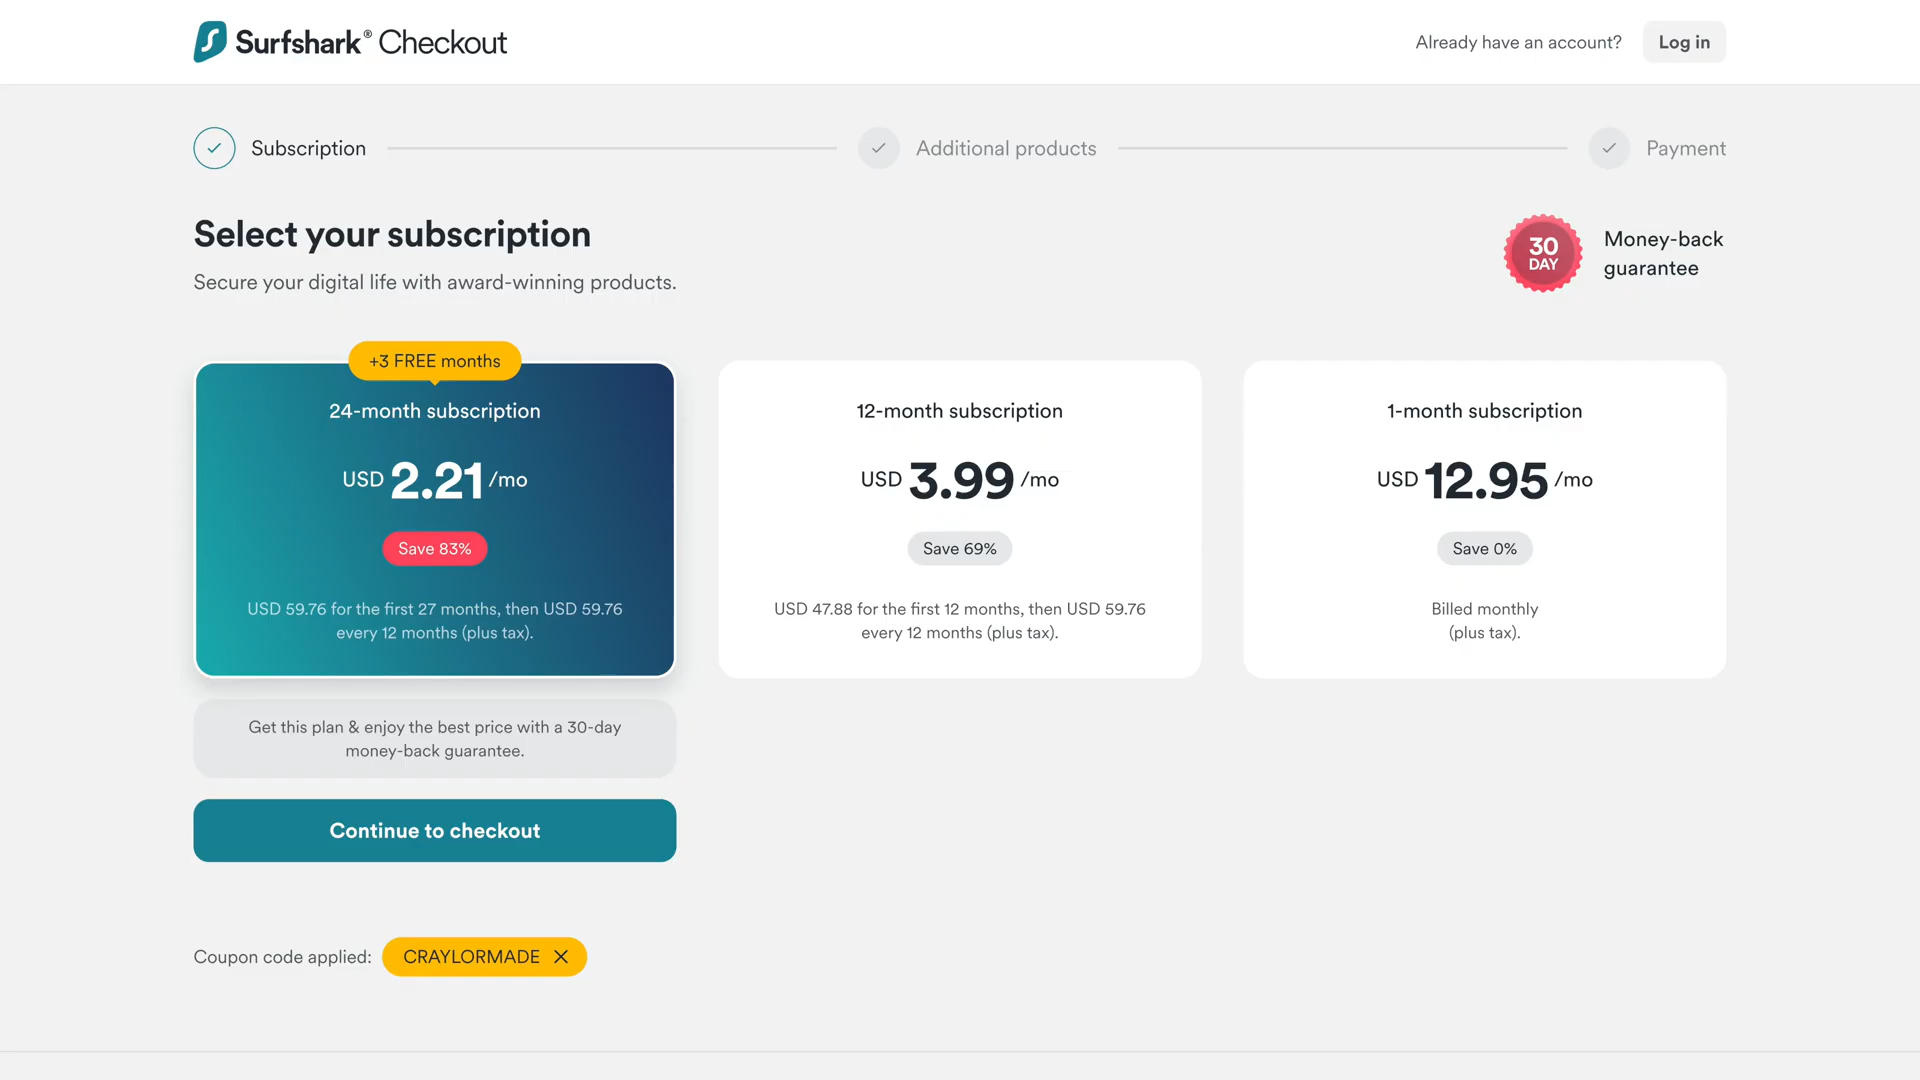 Surfshark® Checkout
Already have an account?
Log in
Subscription
Additional products
Payment
Select your subscription
Secure your digital life with award-winning products.
30
DAY
Money-back
guarantee
+3 FREE months
24-month subscription
USD 2.21 /mo
Save 83%
USD 59.76 for the first 27 months, then USD 59.76
every 12 months (plus tax).
12-month subscription
USD 3.99 /mo
Save 69%
USD 47.88 for the first 12 months, then USD 59.76
every 12 months (plus tax).
1-month subscription
USD 12.95 /mo
Save 0%
Billed monthly
(plus tax).
Get this plan & enjoy the best price with a 30-day
money-back guarantee.
Continue to checkout
Coupon code applied: CRAYLORMADE